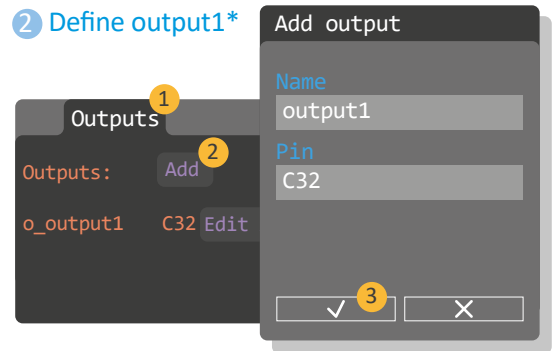 2 Define output1*
Outputs
1
Outputs: Add
2
o_output1 C32 Edit
Add output
Name
output1
Pin
C32
✓ 3 X